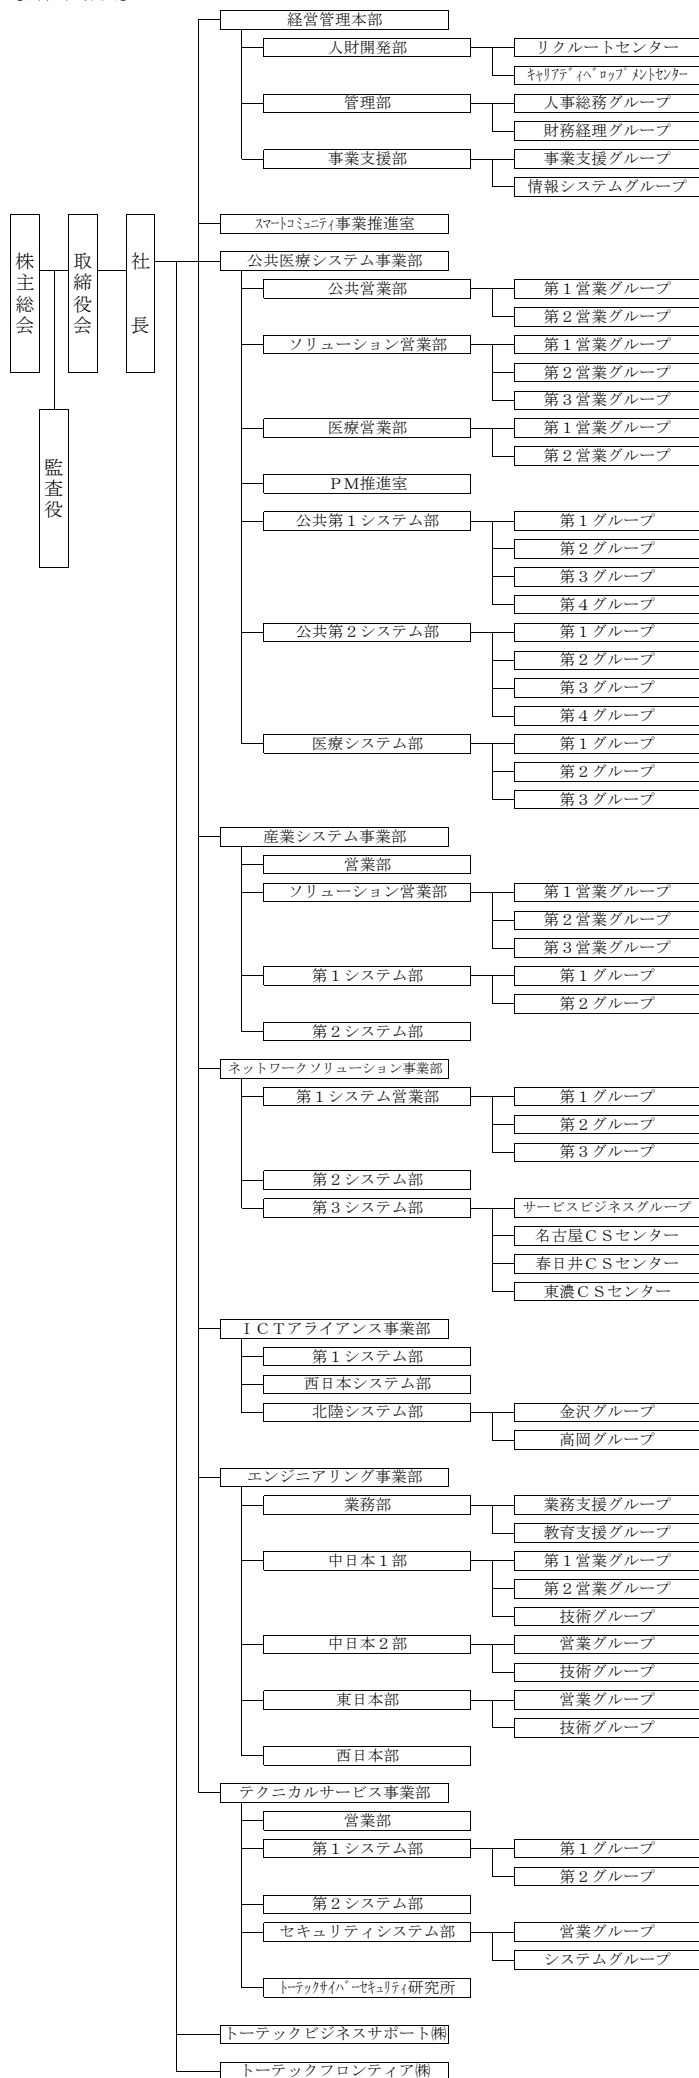 経営管理本部
人財開発部
リクルートセンター
ｷｬﾘｱﾃﾞｨﾍﾞﾛｯﾌﾟﾒﾝﾄｾﾝﾀｰ
管理部
人事総務グループ
財務経理グループ
事業支援部
事業支援グループ
情報システムグループ
株主総会
取締役会
社長
監査役
ｽﾏｰﾄｺﾐｭﾆﾃｨ事業推進室
公共医療システム事業部
公共営業部
第１営業グループ
第２営業グループ
ソリューション営業部
第１営業グループ
第２営業グループ
第３営業グループ
医療営業部
第１営業グループ
第２営業グループ
ＰＭ推進室
公共第１システム部
第１グループ
第２グループ
第３グループ
第４グループ
公共第２システム部
第１グループ
第２グループ
第３グループ
第４グループ
医療システム部
第１グループ
第２グループ
第３グループ
産業システム事業部
営業部
ソリューション営業部
第１営業グループ
第２営業グループ
第３営業グループ
第１システム部
第１グループ
第２グループ
第２システム部
ネットワークソリューション事業部
第１システム営業部
第１グループ
第２グループ
第３グループ
第２システム部
第３システム部
サービスビジネスグループ
名古屋ＣＳセンター
春日井ＣＳセンター
東濃ＣＳセンター
ＩＣＴアライアンス事業部
第１システム部
西日本システム部
北陸システム部
金沢グループ
高岡グループ
エンジニアリング事業部
業務部
業務支援グループ
教育支援グループ
中日本１部
第１営業グループ
第２営業グループ
技術グループ
中日本２部
営業グループ
技術グループ
東日本部
営業グループ
技術グループ
西日本部
テクニカルサービス事業部
営業部
第１システム部
第１グループ
第２グループ
第２システム部
セキュリティシステム部
営業グループ
システムグループ
ﾄｰﾃｯｸｻｲﾊﾞｰｾｷｭﾘﾃｨ研究所
トーテックビジネスサポート㈱
トーテックフロンティア㈱